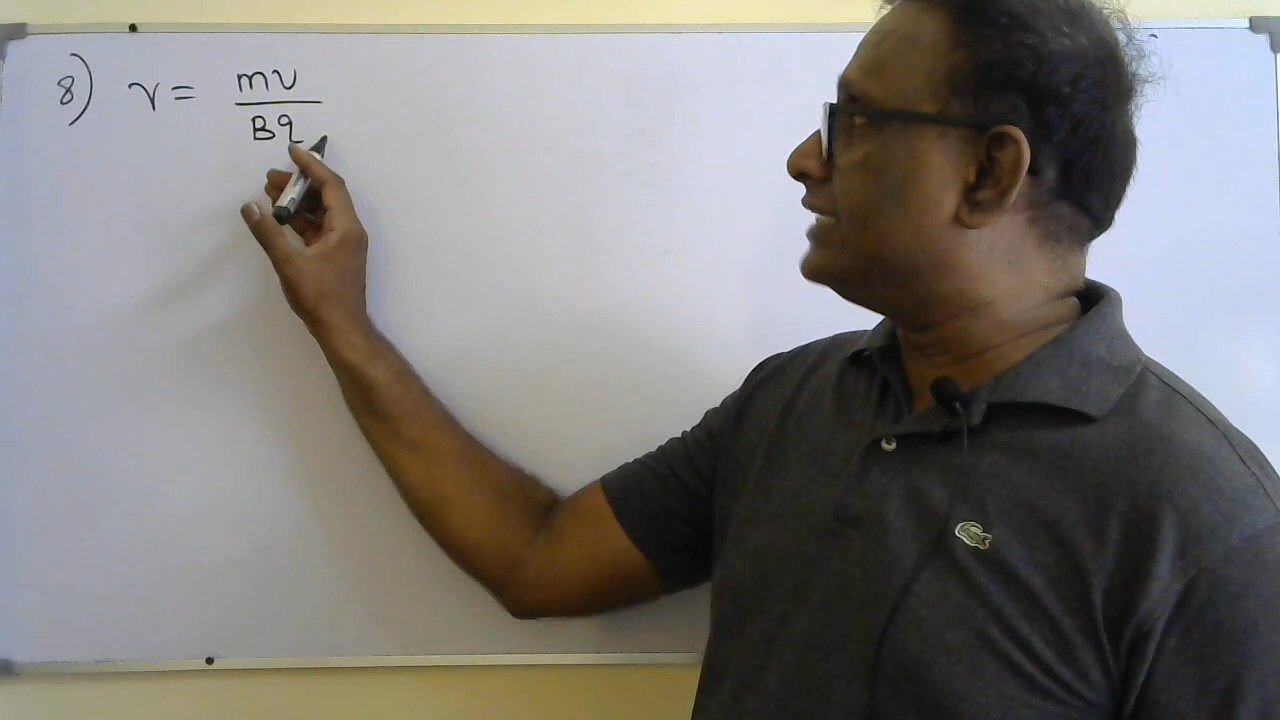 8) r = mv / Bq